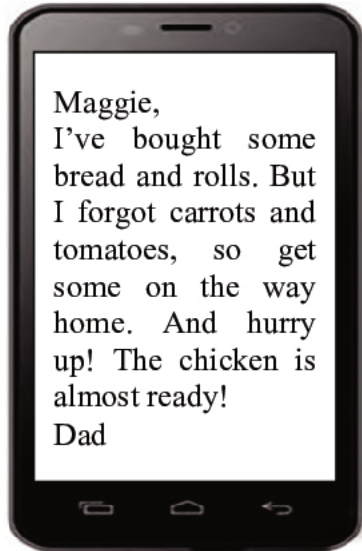 Maggie,
I’ve bought some
bread and rolls. But
I forgot carrots and
tomatoes, so get
some on the way
home. And hurry
up! The chicken is
almost ready!
Dad